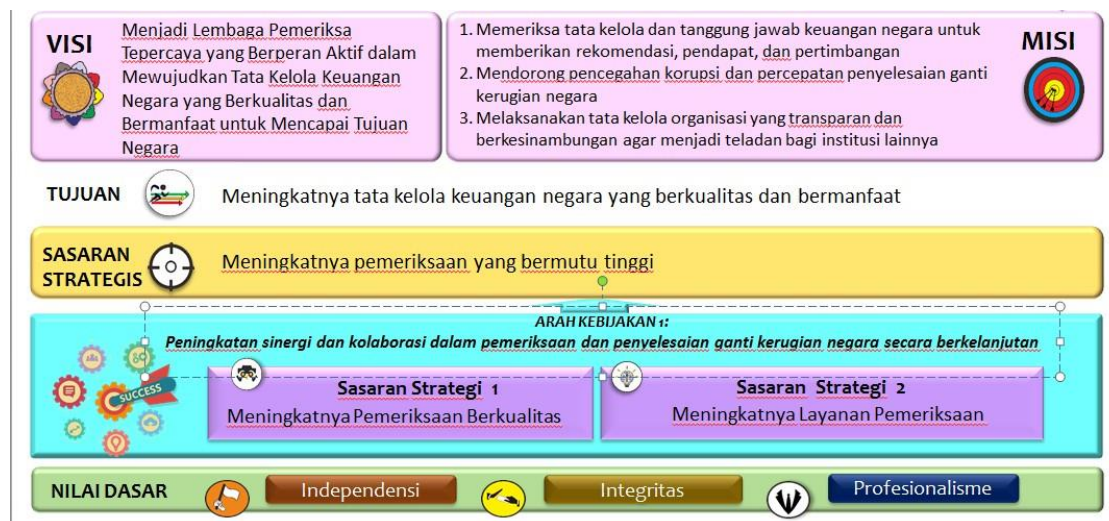 VISI
Menjadi Lembaga Pemeriksa
Tepercaya yang Berperan Aktif dalam
Mewujudkan Tata Kelola Keuangan
Negara yang Berkualitas dan
Bermanfaat untuk Mencapai Tujuan
Negara
MISI
1. Memeriksa tata kelola dan tanggung jawab keuangan negara untuk
memberikan rekomendasi, pendapat, dan pertimbangan
2. Mendorong pencegahan korupsi dan percepatan penyelesaian ganti
kerugian negara
3. Melaksanakan tata kelola organisasi yang transparan dan
berkesinambungan agar menjadi teladan bagi institusi lainnya
TUJUAN
Meningkatnya tata kelola keuangan negara yang berkualitas dan bermanfaat
SASARAN
STRATEGIS
Meningkatnya pemeriksaan yang bermutu tinggi
ARAH KEBIJAKAN 1:
Peningkatan sinergi dan kolaborasi dalam pemeriksaan dan penyelesaian ganti kerugian negara secara berkelanjutan
SUCCESS
Sasaran Strategi 1
Meningkatnya Pemeriksaan Berkualitas
Sasaran Strategi 2
Meningkatnya Layanan Pemeriksaan
NILAI DASAR
Independensi
Integritas
Profesionalisme